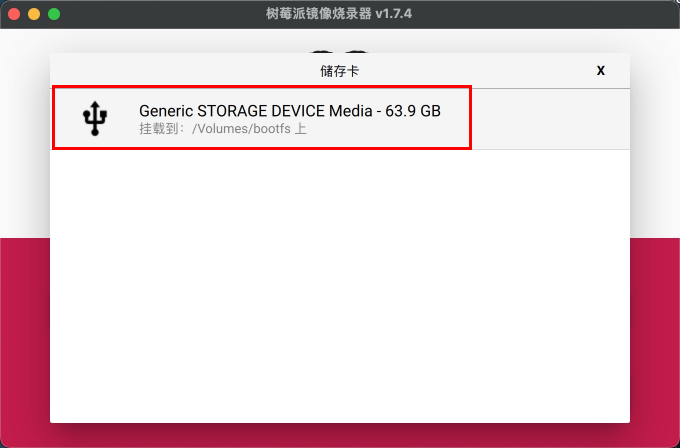 树莓派镜像烧录器 v1.7.4
储存卡
X
Generic STORAGE DEVICE Media - 63.9 GB
挂载到：/Volumes/bootfs 上